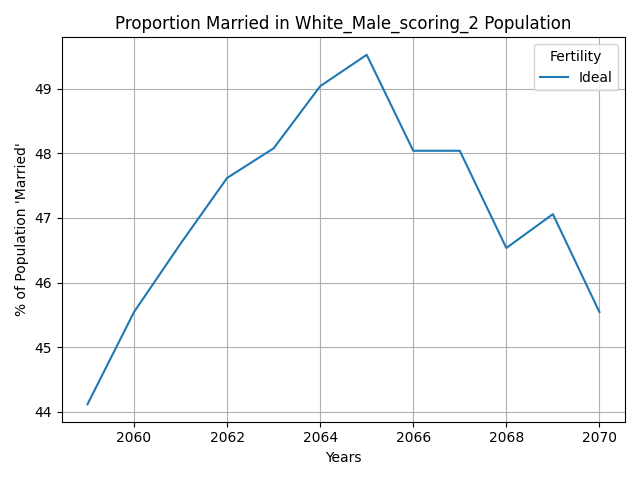 Proportion Married in White_Male_scoring_2 Population
Fertility
Ideal
% of Population 'Married'
49
48
47
46
45
44
2060 2062 2064 2066 2068 2070
Years